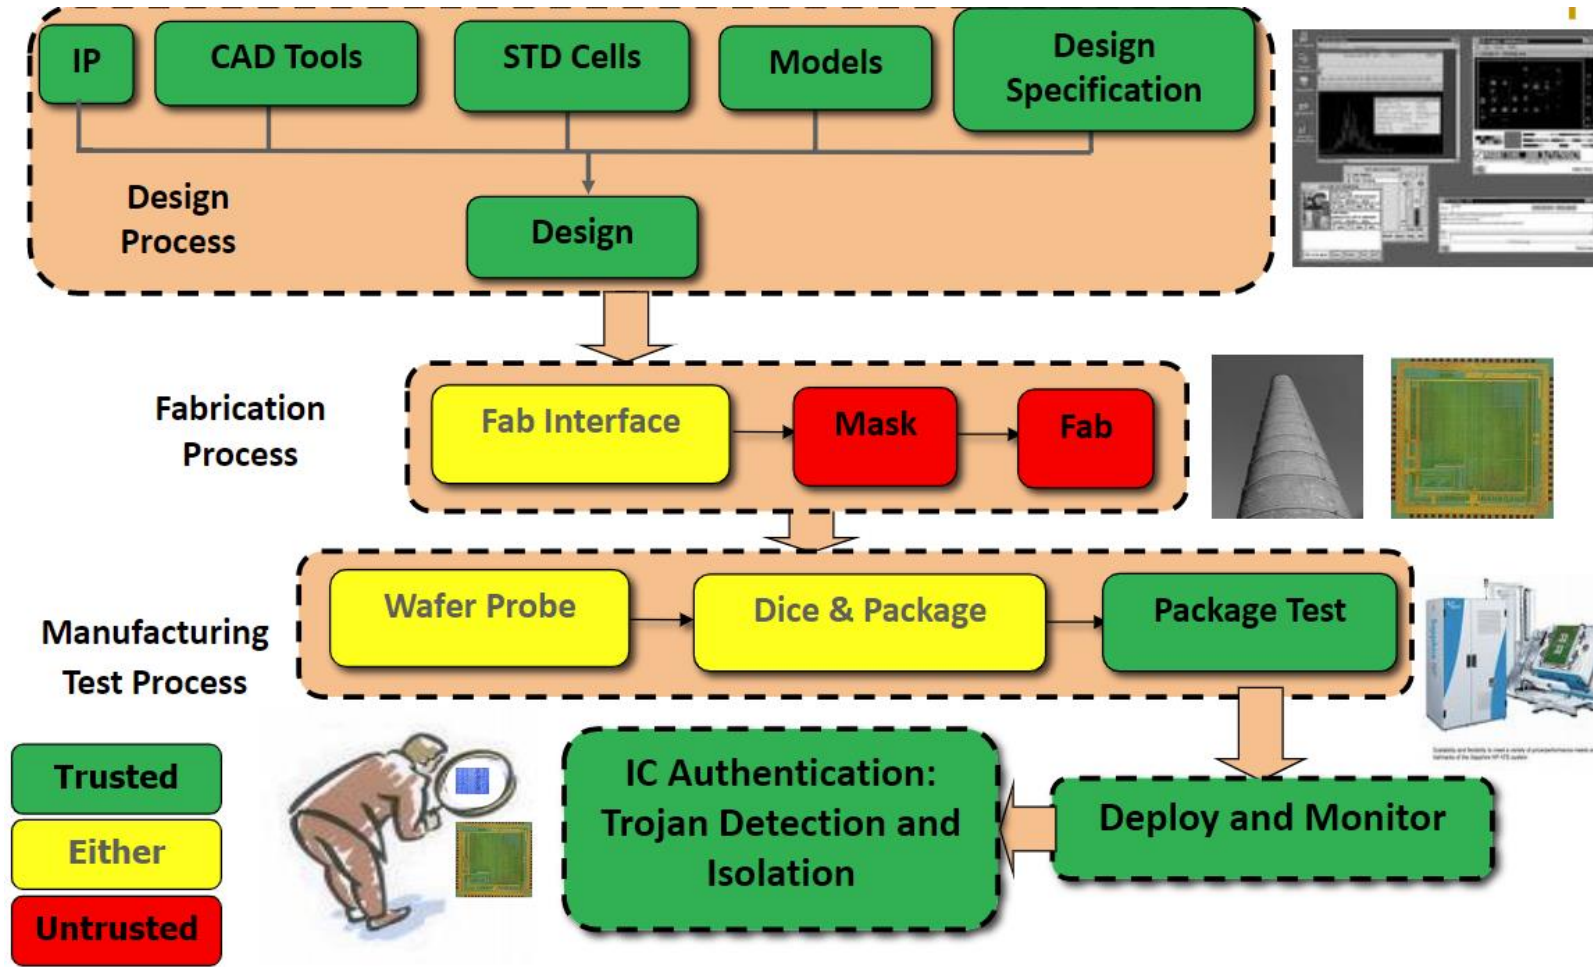 IP
CAD Tools
STD Cells
Models
Design
Specification
Design
Process
Design
Fabrication
Process
Fab Interface
Mask
Fab
Manufacturing
Test Process
Wafer Probe
Dice & Package
Package Test
Trusted
Either
Untrusted
IC Authentication:
Trojan Detection and
Isolation
Deploy and Monitor